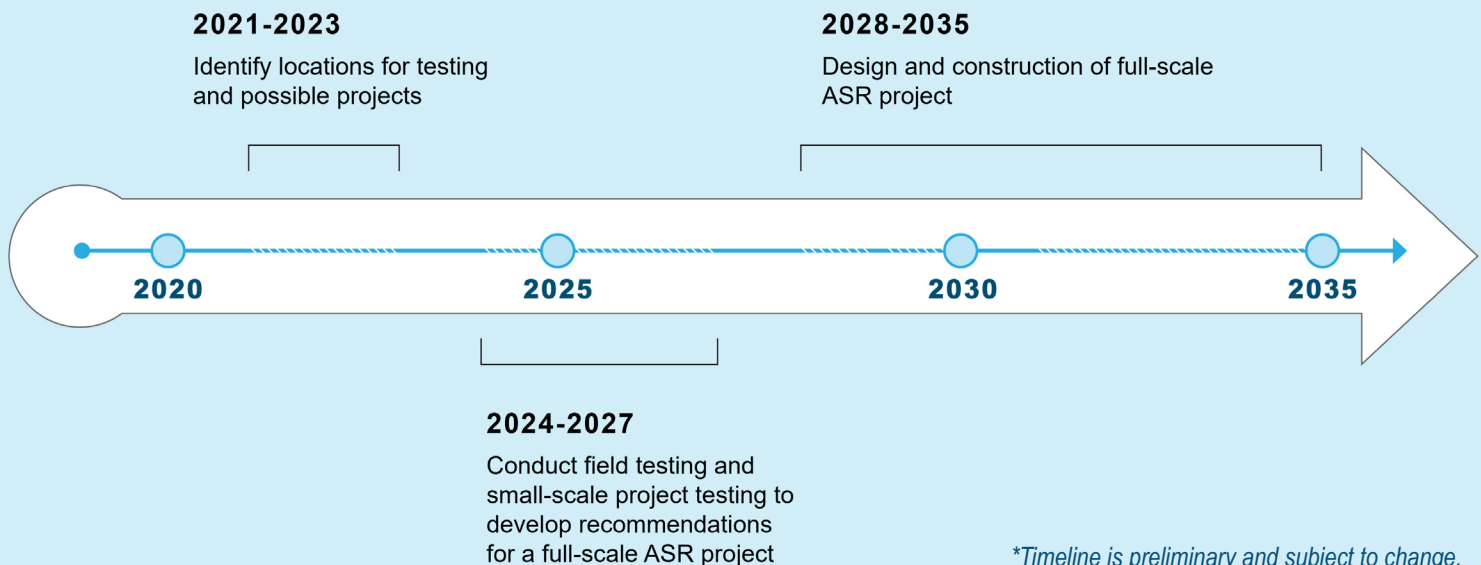 2021-2023
Identify locations for testing
and possible projects
2028-2035
Design and construction of full-scale
ASR project
2020
2025
2030
2035
2024-2027
Conduct field testing and
small-scale project testing to
develop recommendations
for a full-scale ASR project
*Timeline is preliminary and subject to change.